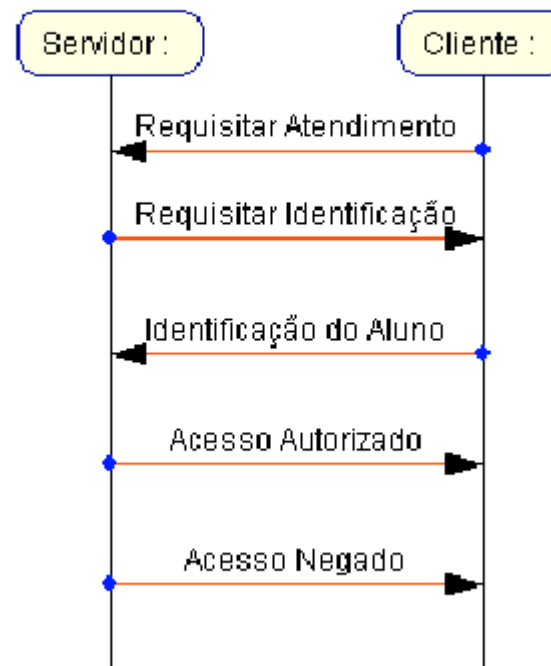 Servidor :
Cliente :
Requisitar Atendimento
Requisitar Identificação
Identificação do Aluno
Acesso Autorizado
Acesso Negado